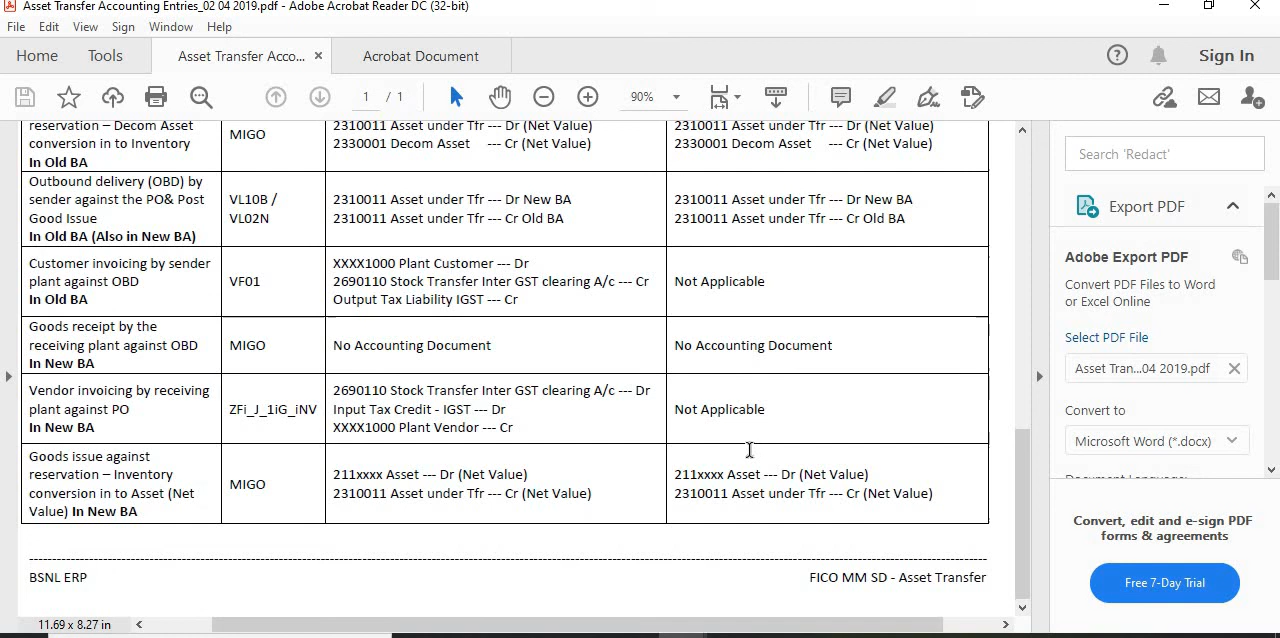 Asset Transfer Accounting Entries_02 04 2019.pdf - Adobe Acrobat Reader DC (32-bit)
File Edit View Sign Window Help
Home Tools Asset Transfer Acco... × Acrobat Document Sign In
1 / 1 90%
reservation – Decom Asset
conversion in to Inventory
In Old BA
MIGO
2310011 Asset under Tfr --- Dr (Net Value)
2330001 Decom Asset --- Cr (Net Value)
2310011 Asset under Tfr --- Dr (Net Value)
2330001 Decom Asset --- Cr (Net Value)
Outbound delivery (OBD) by
sender against the PO& Post
Good Issue
In Old BA (Also in New BA)
VL10B /
VL02N
2310011 Asset under Tfr --- Dr New BA
2310011 Asset under Tfr --- Cr Old BA
2310011 Asset under Tfr --- Dr New BA
2310011 Asset under Tfr --- Cr Old BA
Customer invoicing by sender
plant against OBD
In Old BA
VF01
XXXX1000 Plant Customer --- Dr
2690110 Stock Transfer Inter GST clearing A/c --- Cr
Output Tax Liability IGST --- Cr
Not Applicable
Goods receipt by the
receiving plant against OBD
In New BA
MIGO
No Accounting Document
No Accounting Document
Vendor invoicing by receiving
plant against PO
In New BA
ZFi_J_1iG_iNV
2690110 Stock Transfer Inter GST clearing A/c --- Dr
Input Tax Credit - IGST --- Dr
XXXX1000 Plant Vendor --- Cr
Not Applicable
Goods issue against
reservation – Inventory
conversion in to Asset (Net
Value) In New BA
MIGO
211xxxx Asset --- Dr (Net Value)
2310011 Asset under Tfr --- Cr (Net Value)
211xxxx Asset --- Dr (Net Value)
2310011 Asset under Tfr --- Cr (Net Value)
BSNL ERP FICO MM SD - Asset Transfer
11.69 x 8.27 in
Search 'Redact'
Export PDF
Adobe Export PDF
Convert PDF Files to Word
or Excel Online
Select PDF File
Asset Tran...04 2019.pdf
Convert to
Microsoft Word (*.docx)
Document Language:
Convert, edit and e-sign PDF
forms & agreements
Free 7-Day Trial